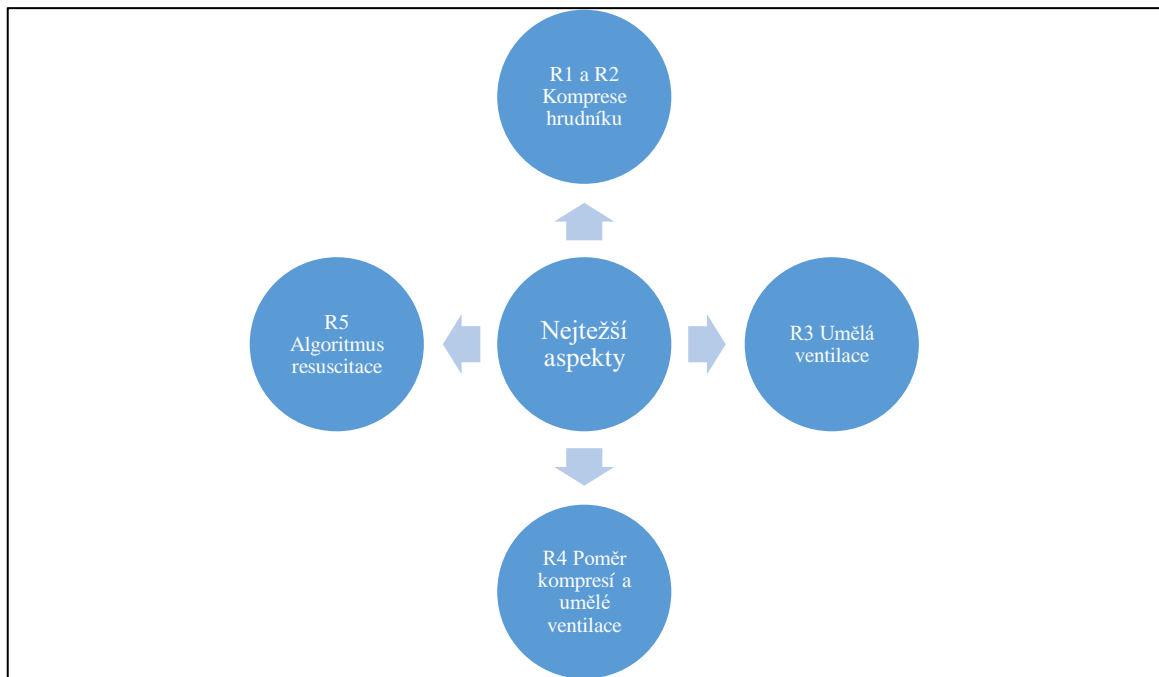 R1 a R2
Komprese
hrudníku
R5
Algoritmus
resuscitace
Nejtežší
aspekty
R3 Umělá
ventilace
R4 Poměr
kompresí a
umělé
ventilace